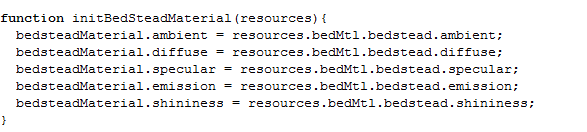 function initBedSteadMaterial(resources){
bedsteadMaterial.ambient = resources.bedMtl.bedstead.ambient;
bedsteadMaterial.diffuse = resources.bedMtl.bedstead.diffuse;
bedsteadMaterial.specular = resources.bedMtl.bedstead.specular;
bedsteadMaterial.emission = resources.bedMtl.bedstead.emission;
bedsteadMaterial.shininess = resources.bedMtl.bedstead.shininess;
}